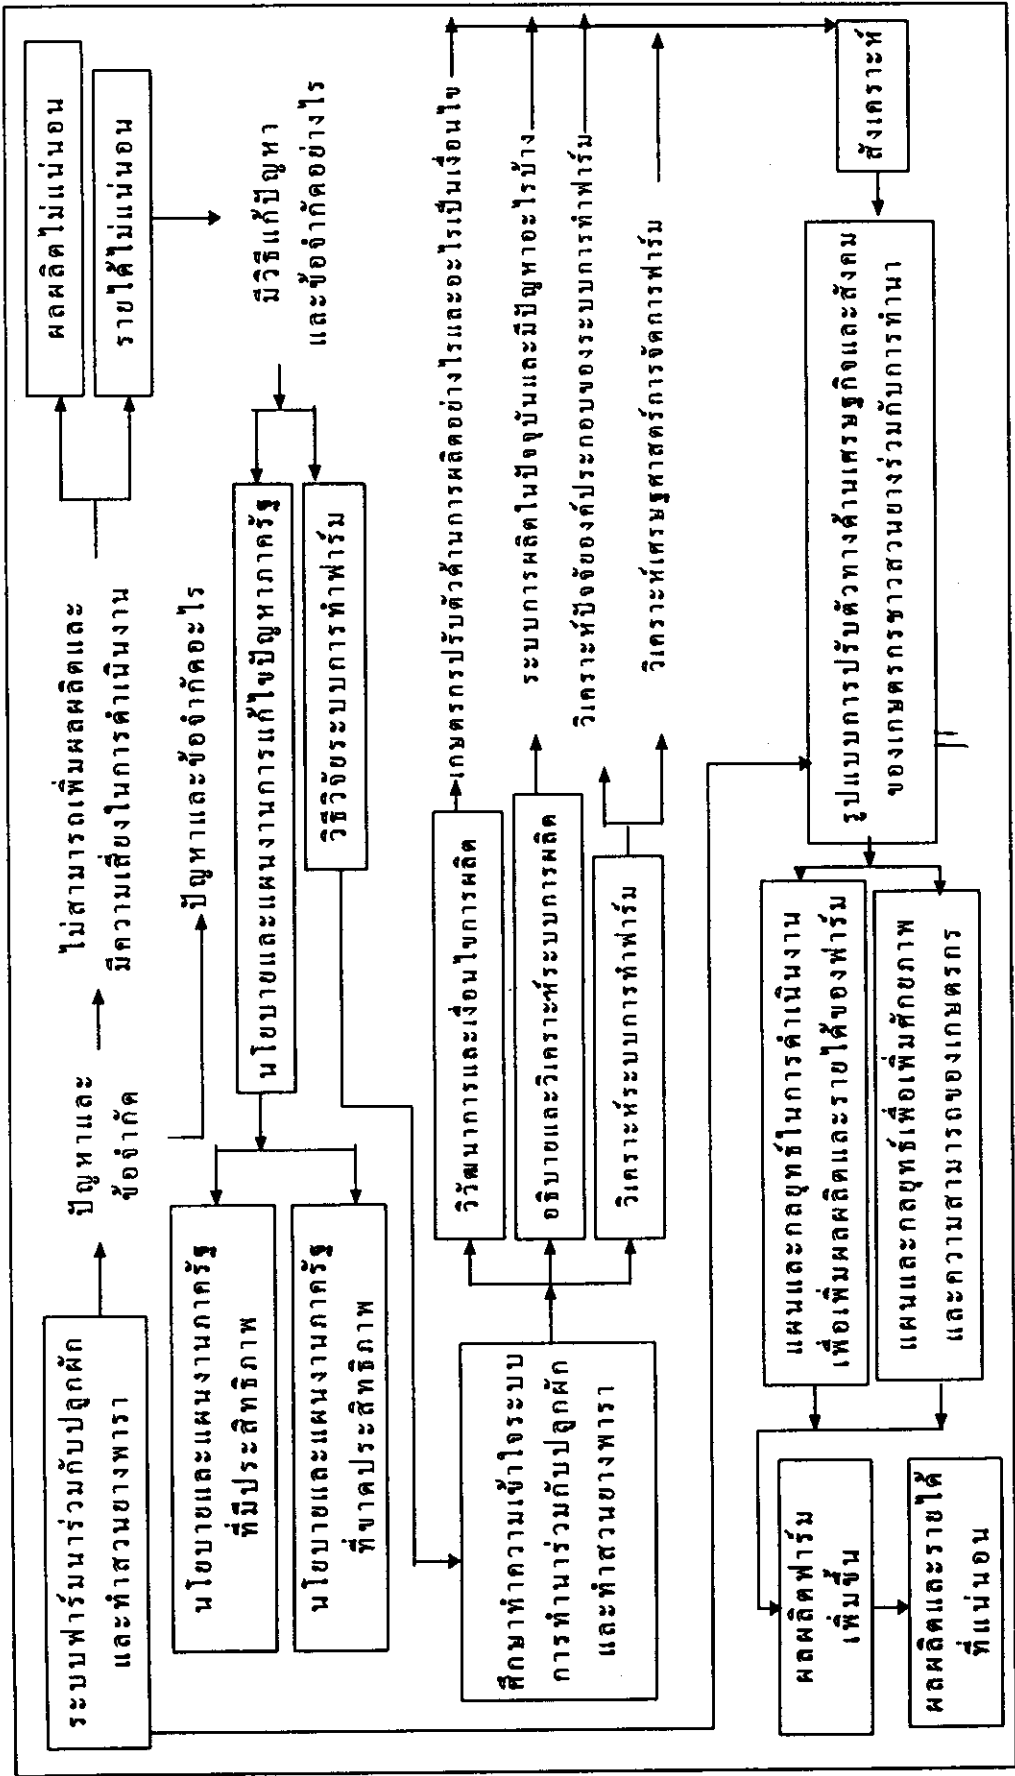 ระบบฟาร์มนาร่วมกับปลูกผัก
และทำสวนยางพารา
ปัญหาและ
ข้อจำกัด
ไม่สามารถเพิ่มผลผลิตและ
มีความเสี่ยงในการดำเนินงาน
ผลผลิตไม่แน่นอน
รายได้ไม่แน่นอน
ปัญหาและข้อจำกัดอะไร
มีวิธีแก้ปัญหา
และข้อจำกัดอย่างไร
นโยบายและแผนงานการแก้ไขปัญหาภาครัฐ
วิธีวิจัยระบบการทำฟาร์ม
นโยบายและแผนงานภาครัฐ
ที่มีประสิทธิภาพ
นโยบายและแผนงานภาครัฐ
ที่ขาดประสิทธิภาพ
ศึกษาทำความเข้าใจระบบ
การทำนาร่วมกับปลูกผัก
และทำสวนยางพารา
วิวัฒนาการและเงื่อนไขการผลิต
อธิบายและวิเคราะห์ระบบการผลิต
วิเคราะห์ระบบการทำฟาร์ม
เกษตรกรปรับตัวด้านการผลิตอย่างไรและอะไรเป็นเงื่อนไข
ระบบการผลิตในปัจจุบันและมีปัญหาอะไรบ้าง
วิเคราะห์ปัจจัยองค์ประกอบของระบบการทำฟาร์ม
วิเคราะห์เศรษฐศาสตร์การจัดการฟาร์ม
สังเคราะห์
รูปแบบการปรับตัวทางด้านเศรษฐกิจและสังคม
ของเกษตรกรชาวสวนยางร่วมกับการทำนา
แผนและกลยุทธ์ในการดำเนินงาน
เพื่อเพิ่มผลผลิตและรายได้ของฟาร์ม
แผนและกลยุทธ์เพื่อเพิ่มศักยภาพ
และความสามารถของเกษตรกร
ผลผลิตฟาร์ม
เพิ่มขึ้น
ผลผลิตและรายได้
ที่แน่นอน